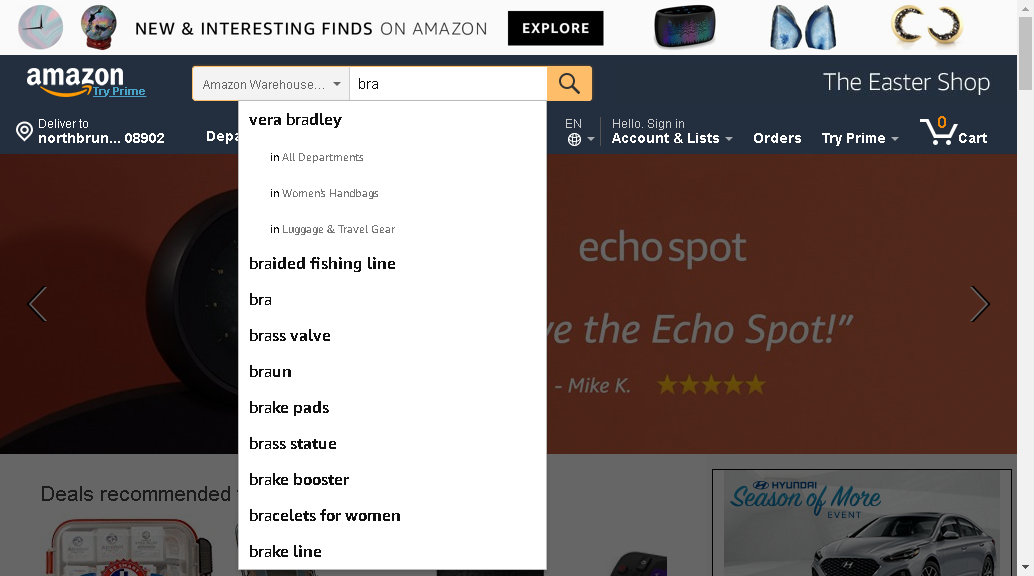 NEW & INTERESTING FINDS ON AMAZON EXPLORE
amazon
Try Prime
Amazon Warehouse...
bra
The Easter Shop
Deliver to
northbrun... 08902
Depa
EN
Hello. Sign in
Account & Lists
Orders
Try Prime
0
Cart
vera bradley
in All Departments
in Women's Handbags
in Luggage & Travel Gear
braided fishing line
bra
brass valve
braun
brake pads
brass statue
brake booster
bracelets for women
brake line
echo spot
ve the Echo Spot!”
- Mike K.
Deals recommended
HYUNDAI
Season of More
EVENT